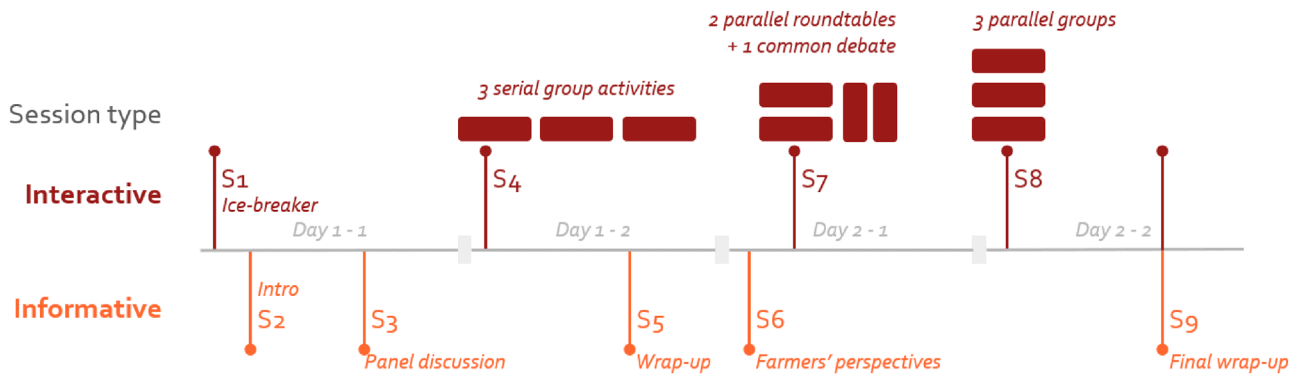 2 parallel roundtables
+ 1 common debate
3 parallel groups
3 serial group activities
Session type
Interactive
S1
Ice-breaker
S4
S7
S8
Day 1 - 1
Day 1 - 2
Day 2 - 1
Day 2 - 2
Informative
Intro
S2
S3
Panel discussion
S5
Wrap-up
S6
Farmers' perspectives
S9
Final wrap-up